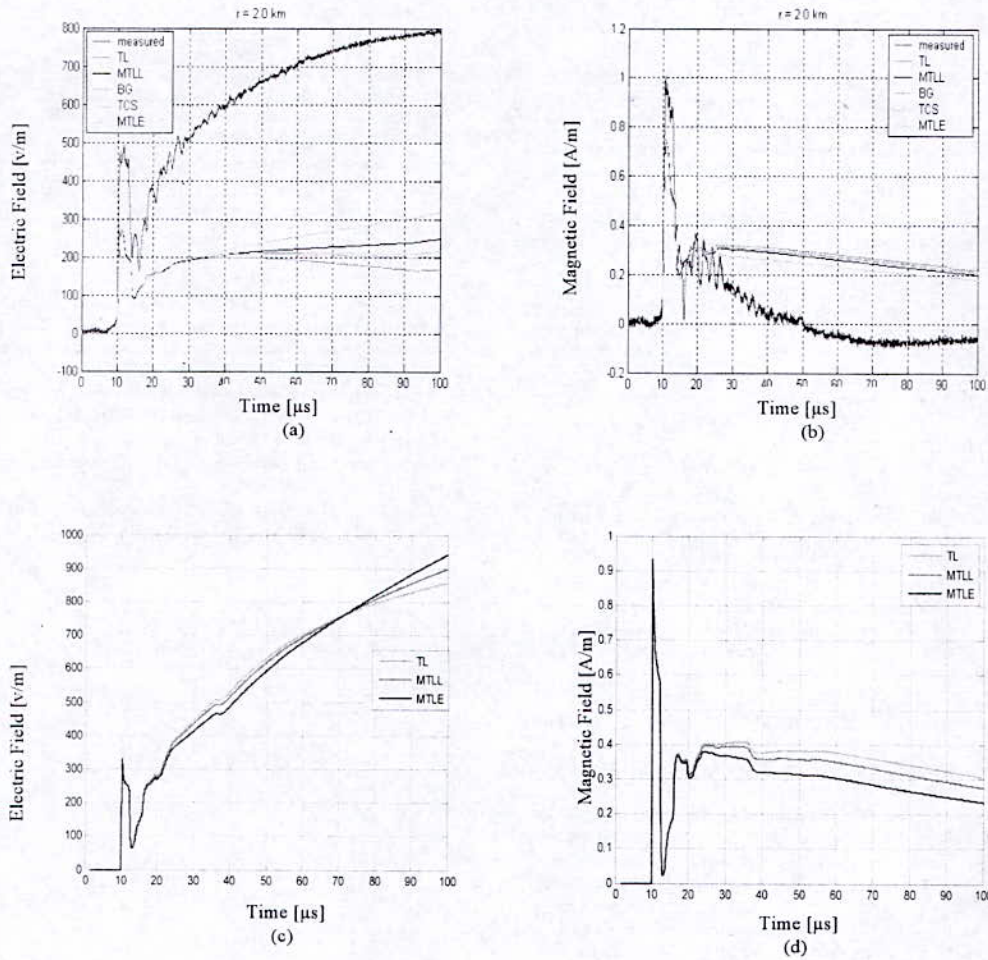 r = 20 km
800
700
600
500
400
300
200
100
0
-100
measured
TL
MTLL
BG
TCS
MTLE
Electric Field [v/m]
0 10 20 30 40 50 60 70 80 90 100
Time [µs]
(a)
r = 20 km
1.2
1
0.8
0.6
0.4
0.2
0
-0.2
measured
TL
MTLL
BG
TCS
MTLE
Magnetic Field [A/m]
0 10 20 30 40 50 60 70 80 90 100
Time [µs]
(b)
1000
900
800
700
600
500
400
300
200
100
0
TL
MTLL
MTLE
Electric Field [v/m]
0 10 20 30 40 50 60 70 80 90 100
Time [µs]
(c)
1
0.9
0.8
0.7
0.6
0.5
0.4
0.3
0.2
0.1
0
TL
MTLL
MTLE
Magnetic Field [A/m]
0 10 20 30 40 50 60 70 80 90 100
Time [µs]
(d)